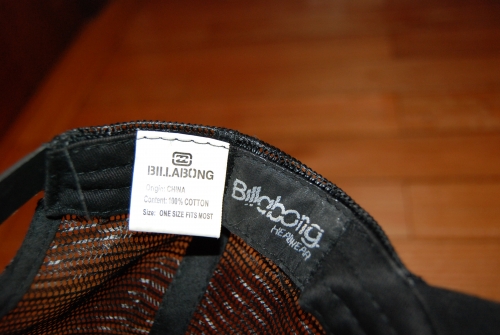 BILLABONG
Origin: CHINA
Content: 100% COTTON
Size: ONE SIZE FITS MOST
Billabong
HEADWEAR